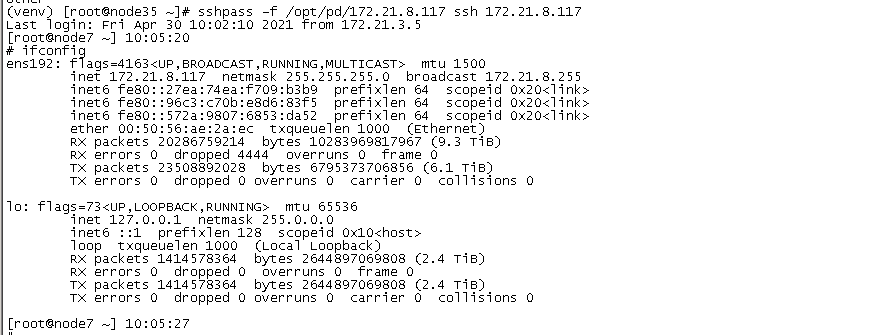 (venv) [root@node35 ~]# sshpass -f /opt/pd/172.21.8.117 ssh 172.21.8.117
Last login: Fri Apr 30 10:02:10 2021 from 172.21.3.5
[root@node7 ~] 10:05:20
# ifconfig
ens192: flags=4163<UP,BROADCAST,RUNNING,MULTICAST>  mtu 1500
        inet 172.21.8.117  netmask 255.255.255.0  broadcast 172.21.8.255
        inet6 fe80::27ea:74ea:f709:b3b9  prefixlen 64  scopeid 0x20<link>
        inet6 fe80::96c3:c70b:e8d6:83f5  prefixlen 64  scopeid 0x20<link>
        inet6 fe80::572a:9807:6853:da52  prefixlen 64  scopeid 0x20<link>
        ether 00:50:56:ae:2a:ec  txqueuelen 1000  (Ethernet)
        RX packets 20286759214  bytes 10283969817967 (9.3 TiB)
        RX errors 0  dropped 4444  overruns 0  frame 0
        TX packets 23508892028  bytes 6795373706856 (6.1 TiB)
        TX errors 0  dropped 0 overruns 0  carrier 0  collisions 0

lo: flags=73<UP,LOOPBACK,RUNNING>  mtu 65536
        inet 127.0.0.1  netmask 255.0.0.0
        inet6 ::1  prefixlen 128  scopeid 0x10<host>
        loop  txqueuelen 1000  (Local Loopback)
        RX packets 1414578364  bytes 2644897069808 (2.4 TiB)
        RX errors 0  dropped 0  overruns 0  frame 0
        TX packets 1414578364  bytes 2644897069808 (2.4 TiB)
        TX errors 0  dropped 0 overruns 0  carrier 0  collisions 0

[root@node7 ~] 10:05:27